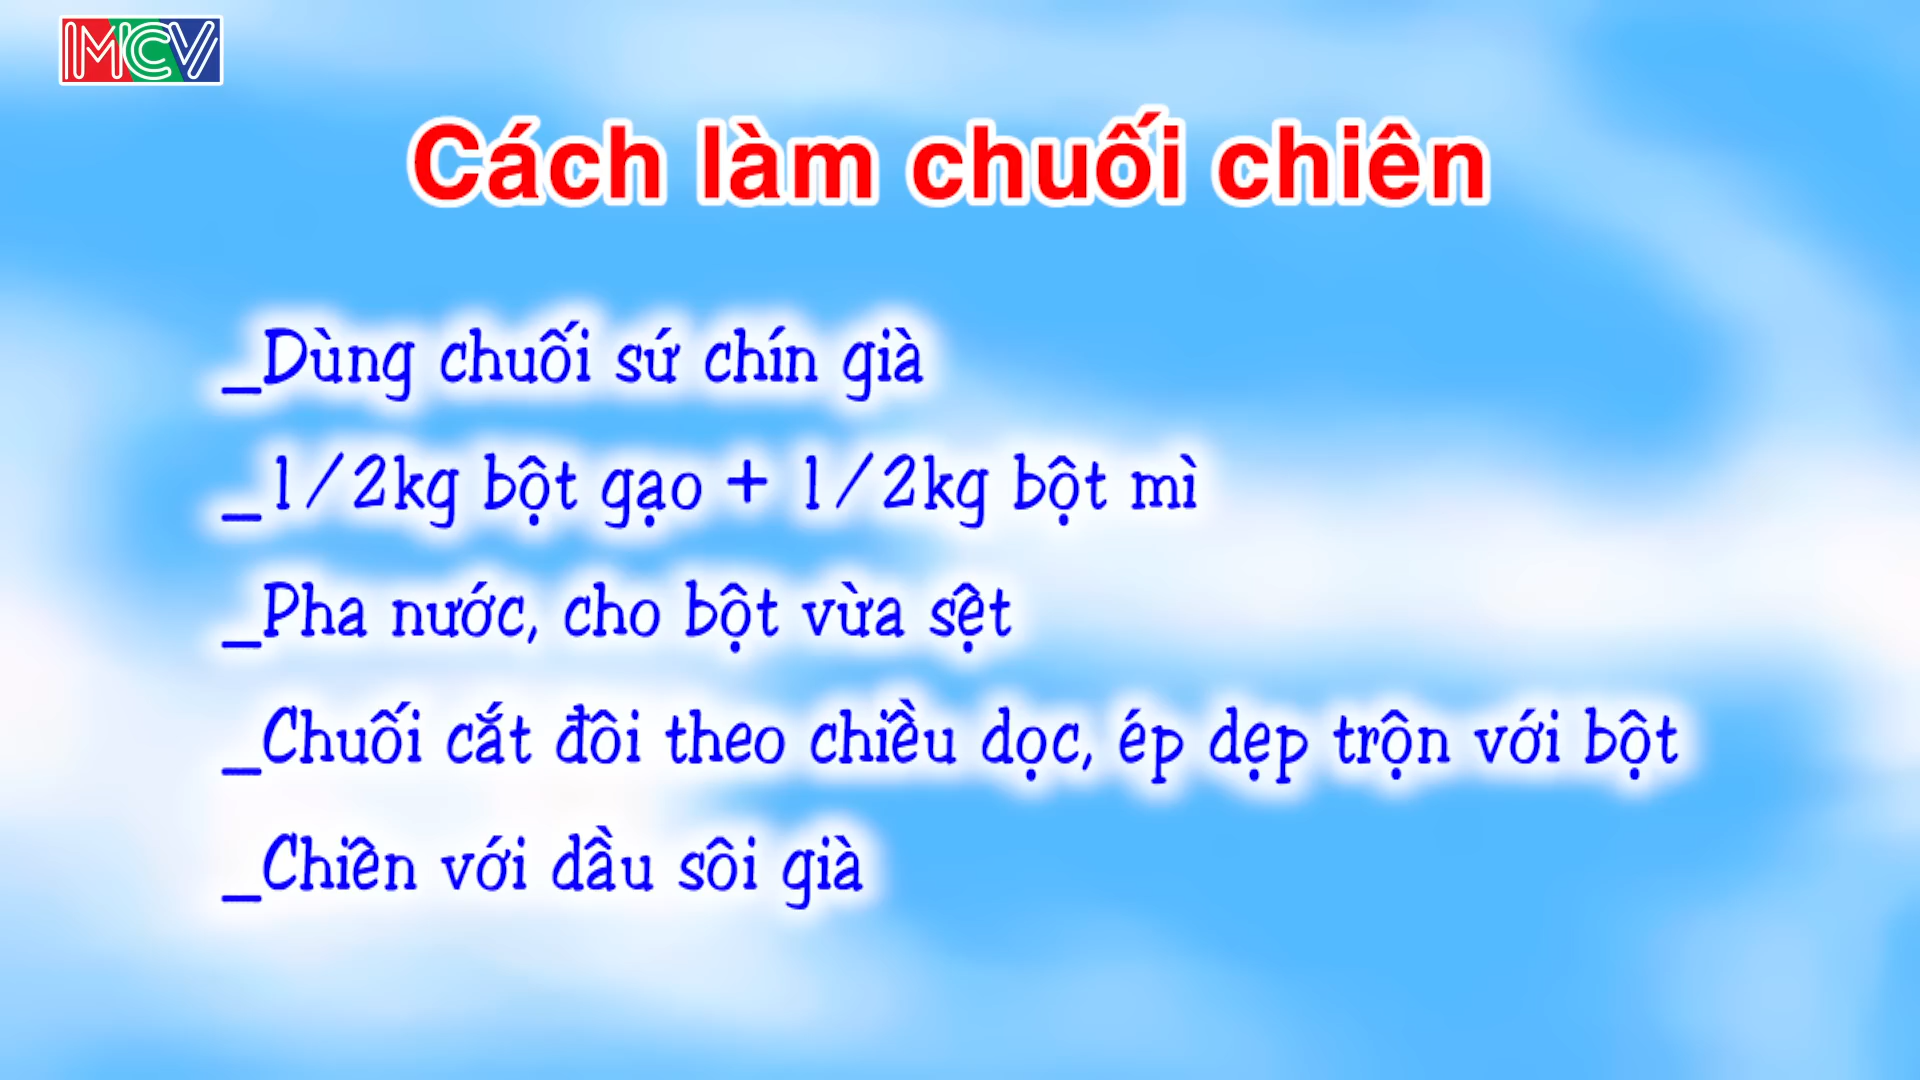 MCV
Cách làm chuối chiên
_Dùng chuối sứ chín già
_1/2kg bột gạo + 1/2kg bột mì
_Pha nước, cho bột vừa sệt
_Chuối cắt đôi theo chiều dọc, ép dẹp trộn với bột
_Chiên với dầu sôi già